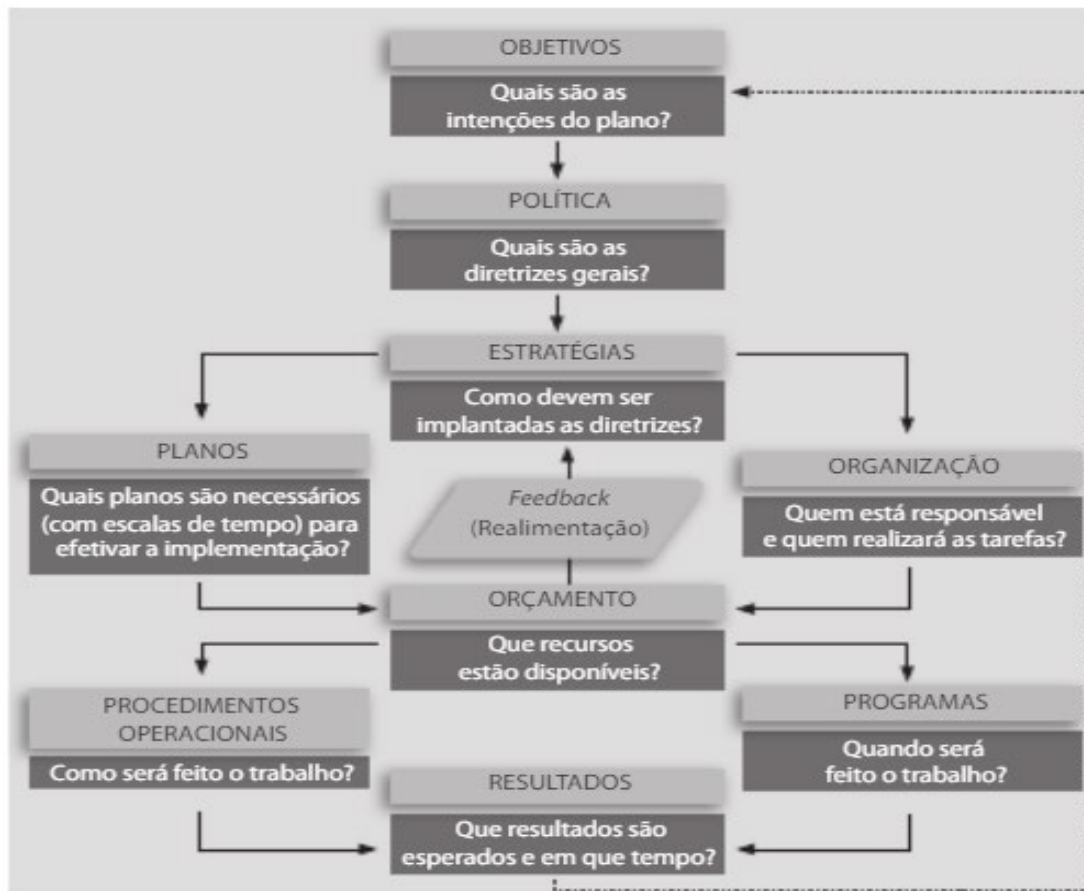 OBJETIVOS
Quais são as
intenções do plano?
POLÍTICA
Quais são as
diretrizes gerais?
ESTRATÉGIAS
Como devem ser
implantadas as diretrizes?
PLANOS
Quais planos são necessários
(com escalas de tempo) para
efetivar a implementação?
Feedback
(Realimentação)
ORGANIZAÇÃO
Quem está responsável
e quem realizará as tarefas?
ORÇAMENTO
Que recursos
estão disponíveis?
PROCEDIMENTOS
OPERACIONAIS
Como será feito o trabalho?
PROGRAMAS
Quando será
feito o trabalho?
RESULTADOS
Que resultados são
esperados e em que tempo?